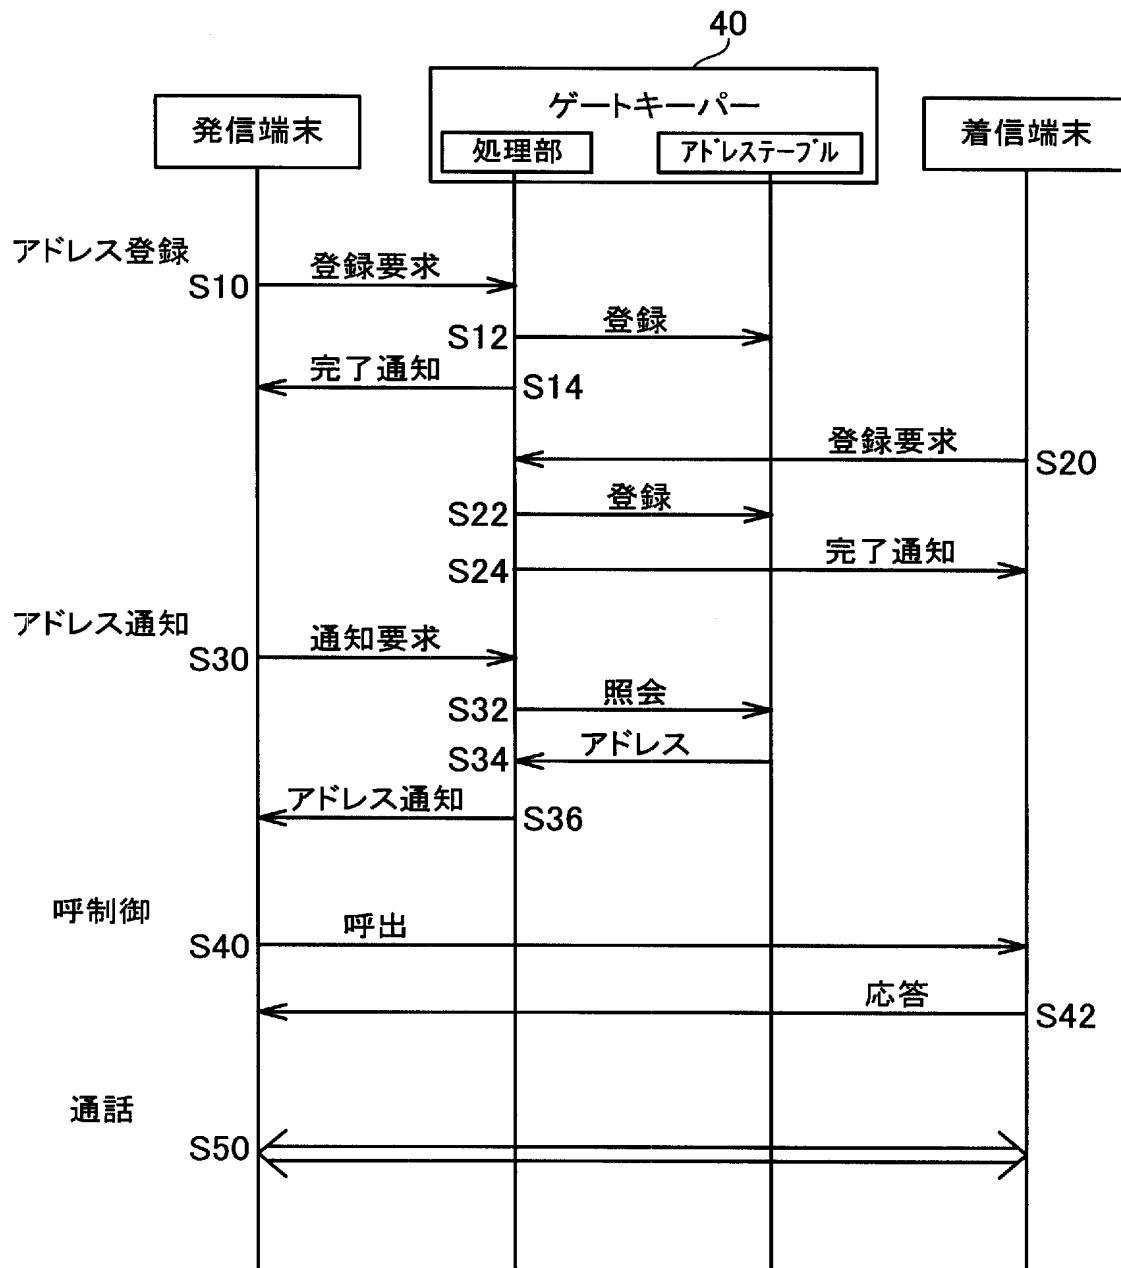 40
ゲートキーパー
発信端末
処理部
アドレステーブル
着信端末
アドレス登録
S10
登録要求
S12
登録
完了通知
S14
登録要求
S20
S22
登録
S24
完了通知
アドレス通知
S30
通知要求
S32
照会
S34
アドレス
アドレス通知
S36
呼制御
S40
呼出
応答
S42
通話
S50